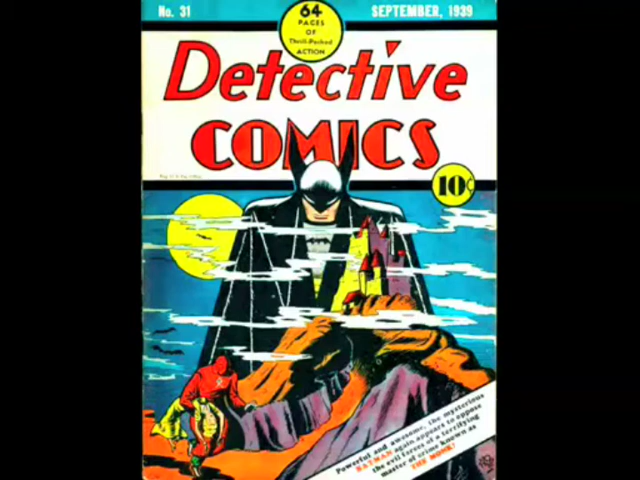 No. 31
SEPTEMBER, 1939
64
PAGES
OF
Thrill-Packed
ACTION
Detective
COMICS
10¢
Powerful and awesome, the mysterious
BATMAN again appears to oppose
the evil forces of a terrifying
master of crime known as
THE MONK!